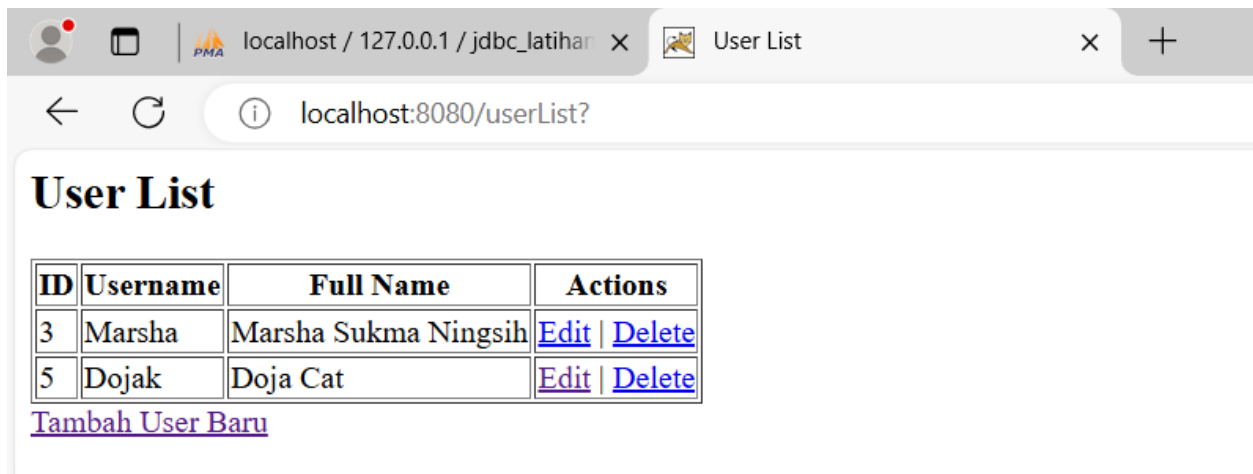 PMA localhost / 127.0.0.1 / jdbc_latihan User List
localhost:8080/userList?
User List
ID Username Full Name Actions
3 Marsha Marsha Sukma Ningsih Edit | Delete
5 Dojak Doja Cat Edit | Delete
Tambah User Baru